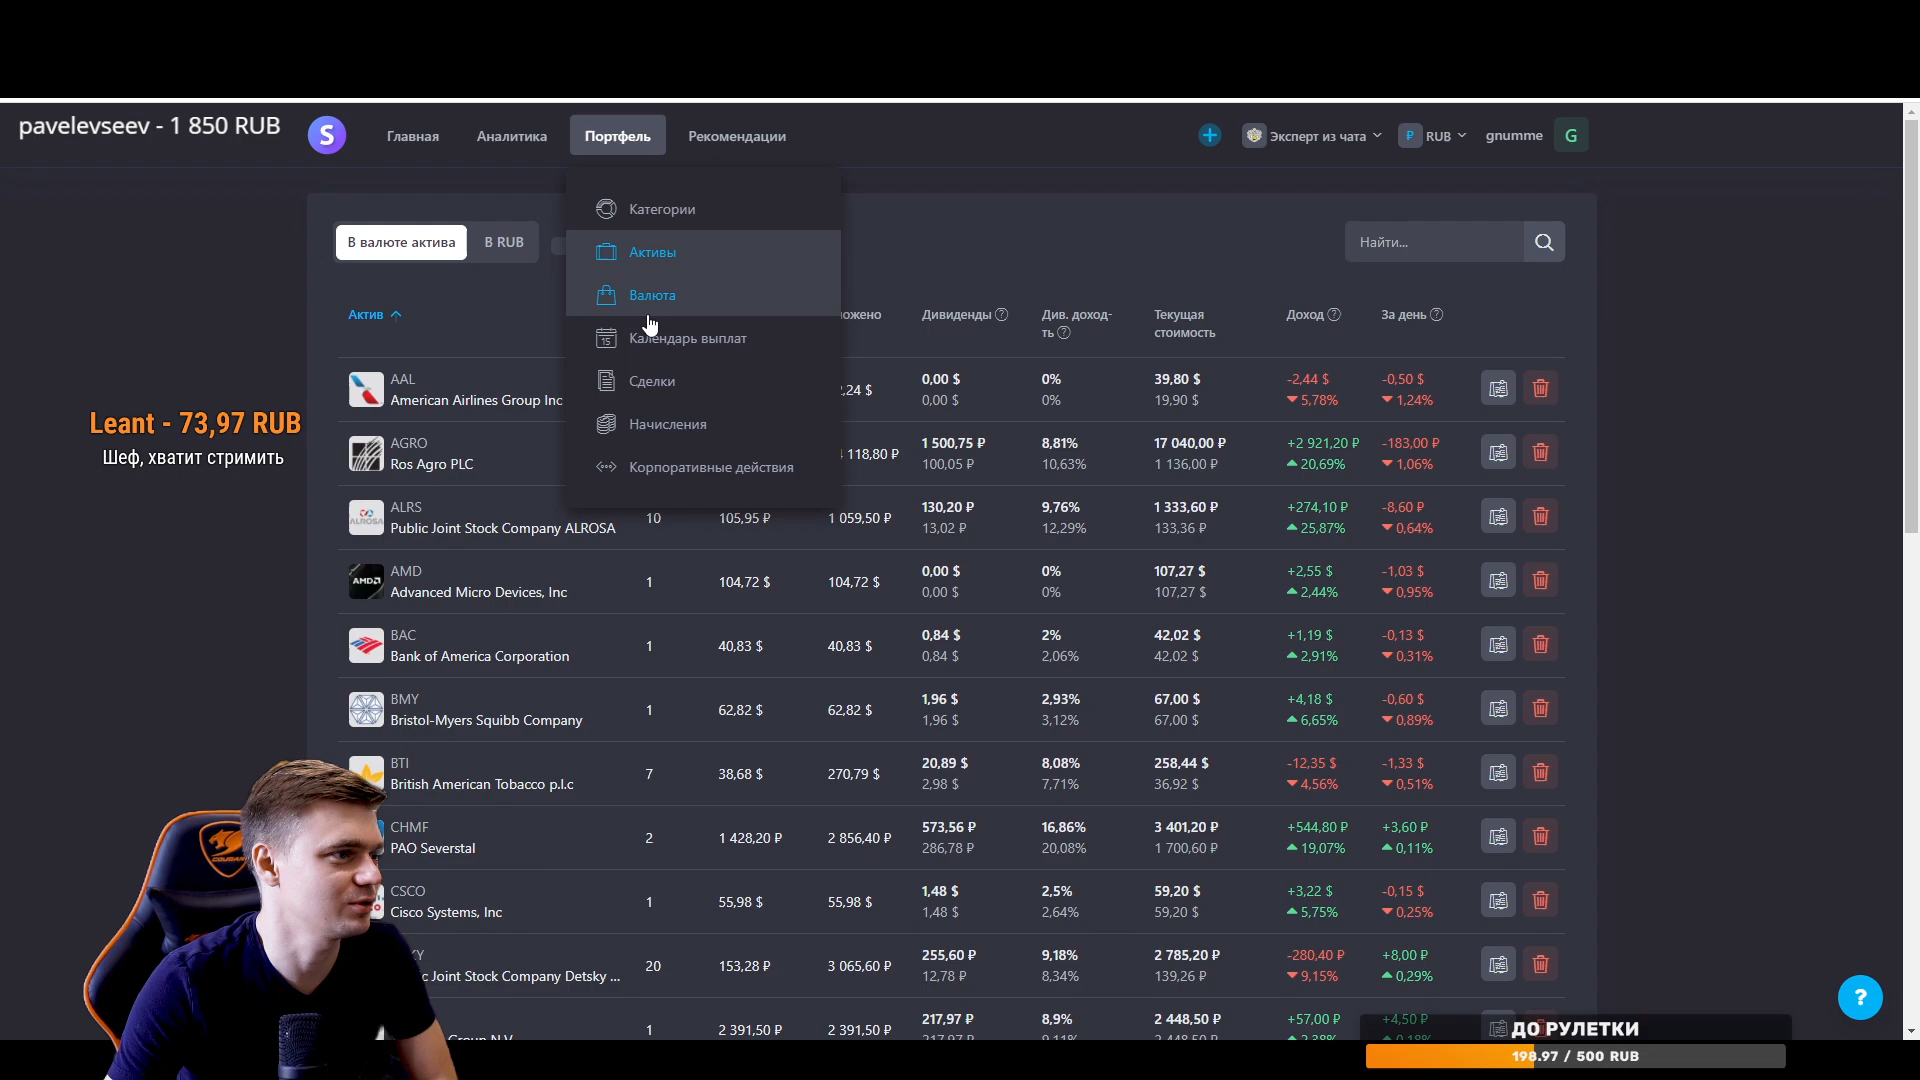 pavelevseev - 1 850 RUB
S
Главная
Аналитика
Портфель
Рекомендации
Эксперт из чата
₽ RUB
gnumme
G
Категории
Активы
Валюта
Календарь выплат
15
Сделки
Начисления
Корпоративные действия
В валюте актива
В RUB
Найти...
Leant - 73,97 RUB
Шеф, хватит стримить
Актив
Дивиденды ?
Див. доход-
ть ?
Текущая
стоимость
Доход ?
За день ?
AAL
American Airlines Group Inc
0,00 $
0,00 $
0%
0%
39,80 $
19,90 $
-2,44 $
5,78%
-0,50 $
1,24%
AGRO
Ros Agro PLC
118,80 ₽
1 500,75 ₽
100,05 ₽
8,81%
10,63%
17 040,00 ₽
1 136,00 ₽
+2 921,20 ₽
20,69%
-183,00 ₽
1,06%
ALROSA
ALRS
Public Joint Stock Company ALROSA
10
105,95 ₽
1 059,50 ₽
130,20 ₽
13,02 ₽
9,76%
12,29%
1 333,60 ₽
133,36 ₽
+274,10 ₽
25,87%
-8,60 ₽
0,64%
AMD
AMD
Advanced Micro Devices, Inc
1
104,72 $
104,72 $
0,00 $
0,00 $
0%
0%
107,27 $
107,27 $
+2,55 $
2,44%
-1,03 $
0,95%
BAC
Bank of America Corporation
1
40,83 $
40,83 $
0,84 $
0,84 $
2%
2,06%
42,02 $
42,02 $
+1,19 $
2,91%
-0,13 $
0,31%
BMY
Bristol-Myers Squibb Company
1
62,82 $
62,82 $
1,96 $
1,96 $
2,93%
3,12%
67,00 $
67,00 $
+4,18 $
6,65%
-0,60 $
0,89%
BTI
British American Tobacco p.l.c
7
38,68 $
270,79 $
20,89 $
2,98 $
8,08%
7,71%
258,44 $
36,92 $
-12,35 $
4,56%
-1,33 $
0,51%
CHMF
PAO Severstal
2
1 428,20 ₽
2 856,40 ₽
573,56 ₽
286,78 ₽
16,86%
20,08%
3 401,20 ₽
1 700,60 ₽
+544,80 ₽
19,07%
+3,60 ₽
0,11%
CSCO
Cisco Systems, Inc
1
55,98 $
55,98 $
1,48 $
1,48 $
2,5%
2,64%
59,20 $
59,20 $
+3,22 $
5,75%
-0,15 $
0,25%
Joint Stock Company Detsky ...
20
153,28 ₽
3 065,60 ₽
255,60 ₽
12,78 ₽
9,18%
8,34%
2 785,20 ₽
139,26 ₽
-280,40 ₽
9,15%
+8,00 ₽
0,29%
1
2 391,50 ₽
2 391,50 ₽
217,97 ₽
8,9%
2 448,50 ₽
+57,00 ₽
+4,50 ₽
COUGAR
?
ДО РУЛЕТКИ
198.97 / 500 RUB